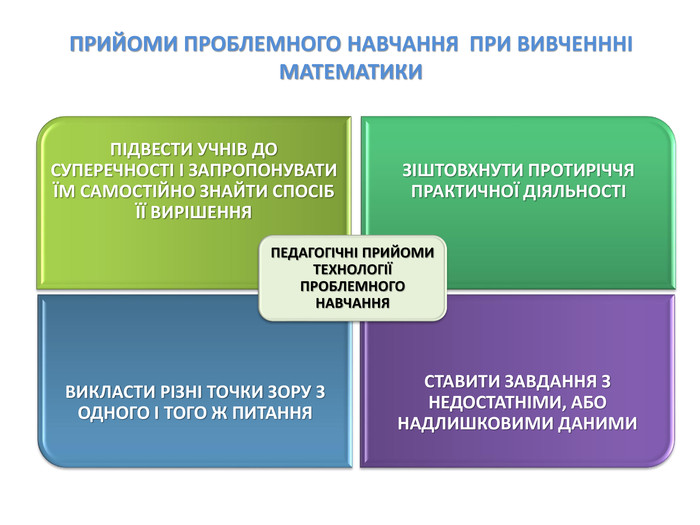 ПРИЙОМИ ПРОБЛЕМНОГО НАВЧАННЯ ПРИ ВИВЧЕНННІ
МАТЕМАТИКИ
ПІДВЕСТИ УЧНІВ ДО
СУПЕРЕЧНОСТІ І ЗАПРОПОНУВАТИ
ЇМ САМОСТІЙНО ЗНАЙТИ СПОСІБ
ЇЇ ВИРІШЕННЯ
ЗІШТОВХНУТИ ПРОТИРІЧЧЯ
ПРАКТИЧНОЇ ДІЯЛЬНОСТІ
ПЕДАГОГІЧНІ ПРИЙОМИ
ТЕХНОЛОГІЇ
ПРОБЛЕМНОГО
НАВЧАННЯ
ВИКЛАСТИ РІЗНІ ТОЧКИ ЗОРУ З
ОДНОГО І ТОГО Ж ПИТАННЯ
СТАВИТИ ЗАВДАННЯ З
НЕДОСТАТНІМИ, АБО
НАДЛИШКОВИМИ ДАНИМИ